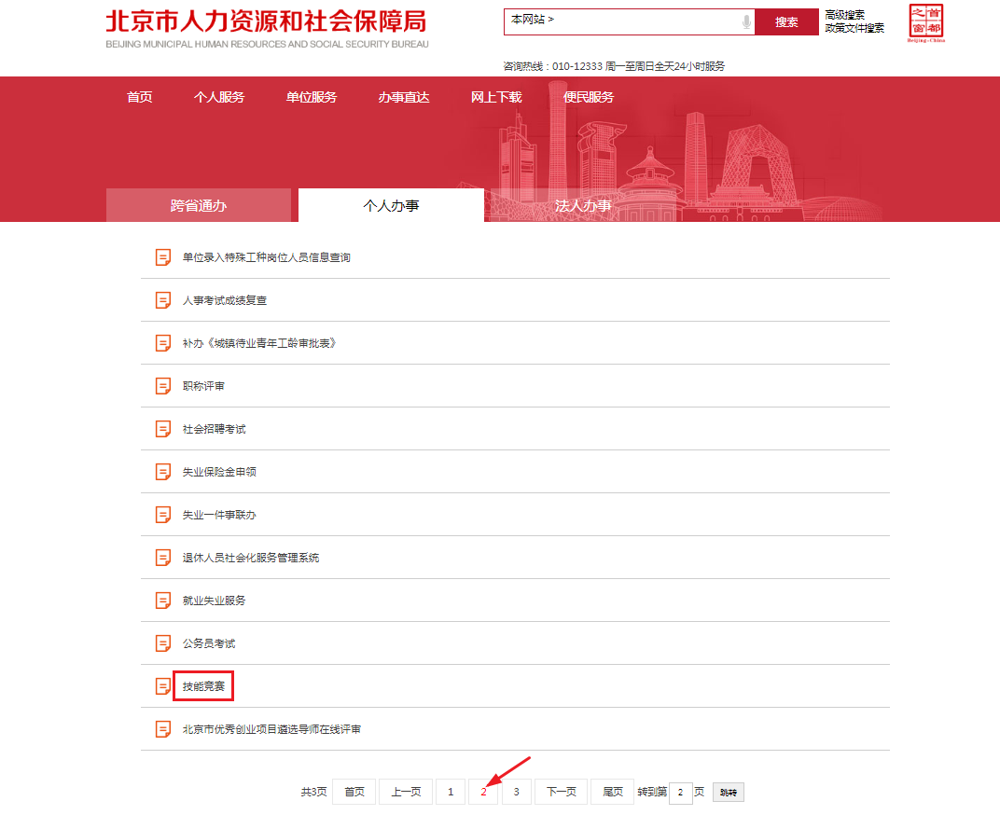 北京市人力资源和社会保障局
BEIJING MUNICIPAL HUMAN RESOURCES AND SOCIAL SECURITY BUREAU
本网站 >
搜索
高级搜索
政策文件搜索
首都之窗
Beijing-China
咨询热线：010-12333 周一至周日全天24小时服务
首页 个人服务 单位服务 办事直达 网上下载 便民服务
跨省通办 个人办事 法人办事
单位录入特殊工种岗位人员信息查询
人事考试成绩复查
补办《城镇待业青年工龄审批表》
职称评审
社会招聘考试
失业保险金申领
失业一件事联办
退休人员社会化服务管理系统
就业失业服务
公务员考试
技能竞赛
北京市优秀创业项目遴选导师在线评审
共3页 首页 上一页 1 2 3 下一页 尾页 转到第 2 页 跳转